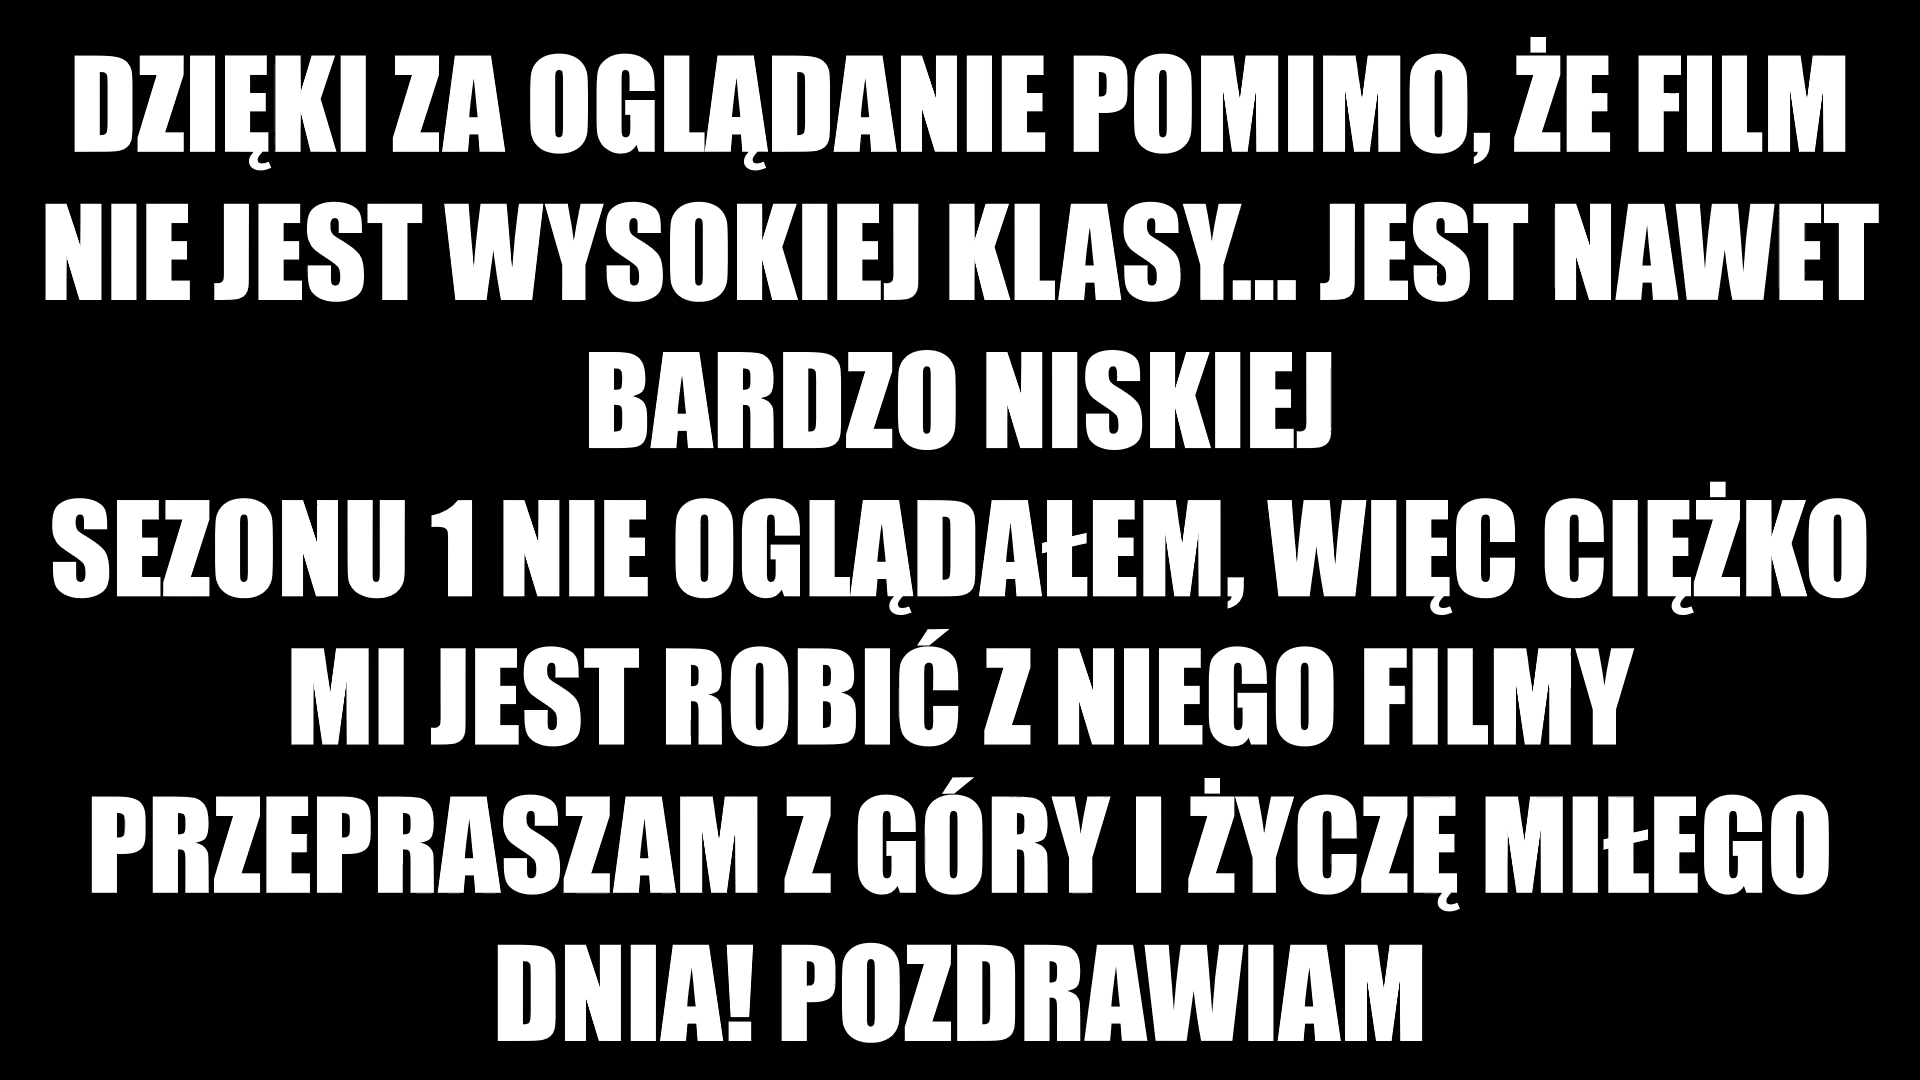 DZIĘKI ZA OGLĄDANIE POMIMO, ŻE FILM
NIE JEST WYSOKIEJ KLASY... JEST NAWET
BARDZO NISKIEJ
SEZONU 1 NIE OGLĄDAŁEM, WIĘC CIĘŻKO
MI JEST ROBIĆ Z NIEGO FILMY
PRZEPRASZAM Z GÓRY I ŻYCZĘ MIŁEGO
DNIA! POZDRAWIAM